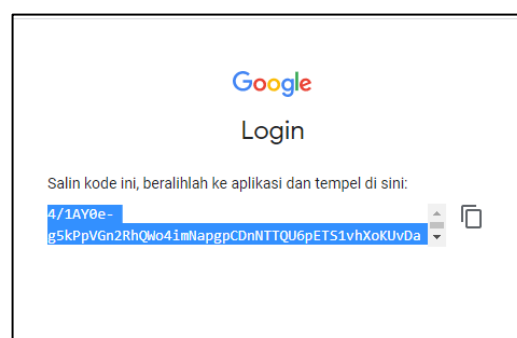 Google
Login
Salin kode ini, beralihlah ke aplikasi dan tempel di sini:
4/1AY0e-
g5kPpVGn2RhQWo4imNapgpCDnNTTQU6pETS1vhXoKUvDa